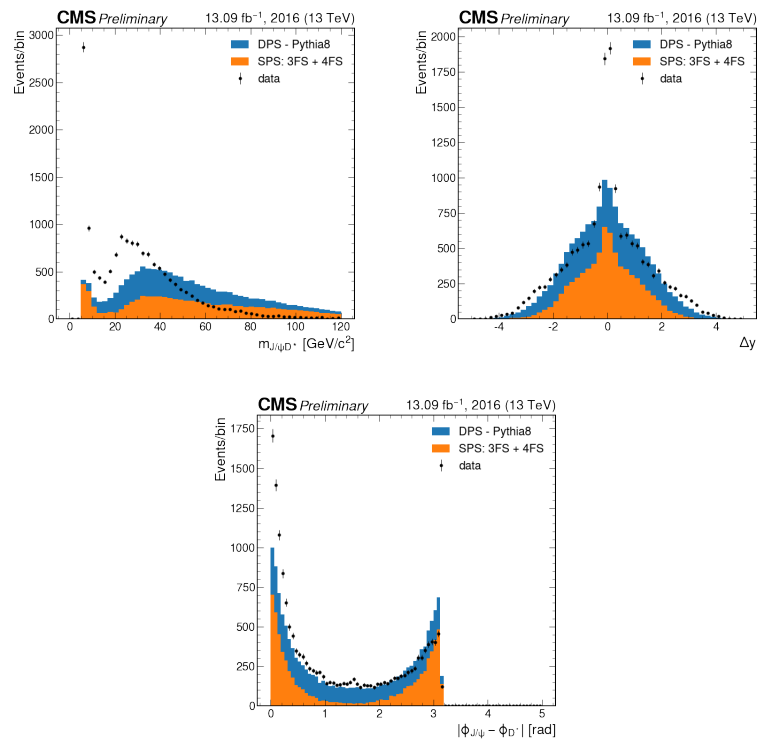 CMS Preliminary 13.09 fb⁻¹, 2016 (13 TeV)
Events/bin
3000
2500
2000
1500
1000
500
0
DPS - Pythia8
SPS: 3FS + 4FS
data
0 20 40 60 80 100 120
m_{J/ψD*} [GeV/c²]
CMS Preliminary 13.09 fb⁻¹, 2016 (13 TeV)
Events/bin
2000
1750
1500
1250
1000
750
500
250
0
DPS - Pythia8
SPS: 3FS + 4FS
data
−4 −2 0 2 4
Δy
CMS Preliminary 13.09 fb⁻¹, 2016 (13 TeV)
Events/bin
1750
1500
1250
1000
750
500
250
0
DPS - Pythia8
SPS: 3FS + 4FS
data
0 1 2 3 4 5
|ϕ_{J/ψ} − ϕ_{D*}| [rad]